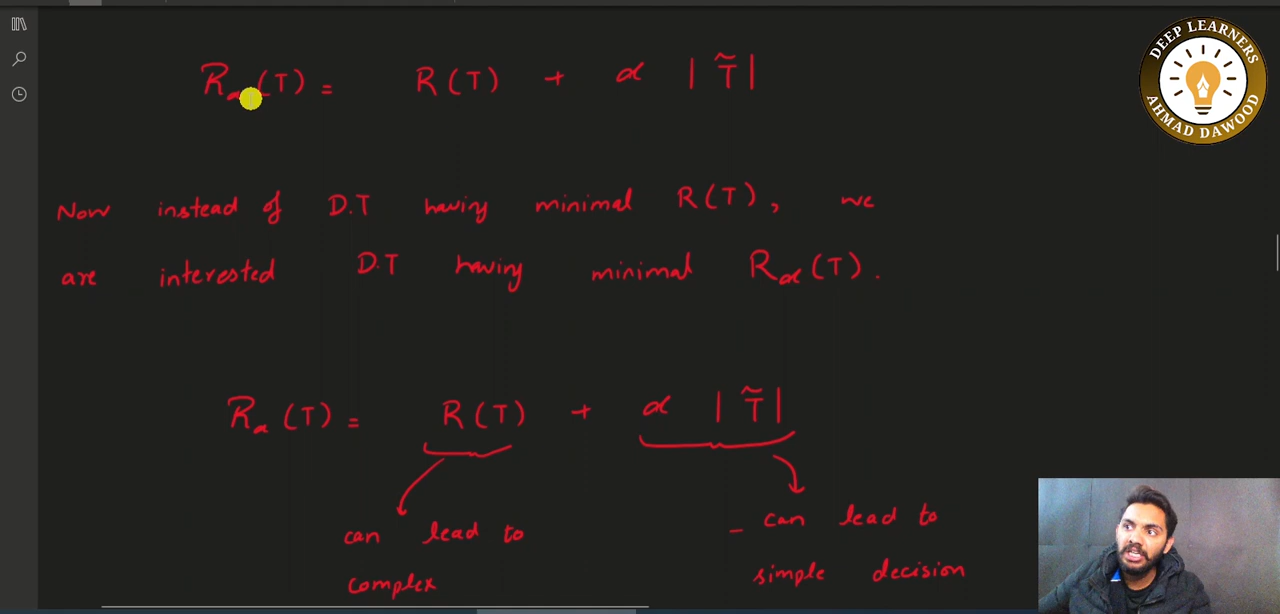 DEEP LEARNERS
AHMAD DAWOOD
Rα(T) = R(T) + α |T̃|
Now instead of D.T having minimal R(T), we
are interested D.T having minimal Rα(T).
Rα(T) = R(T) + α |T̃|
can lead to
complex
- can lead to
simple decision